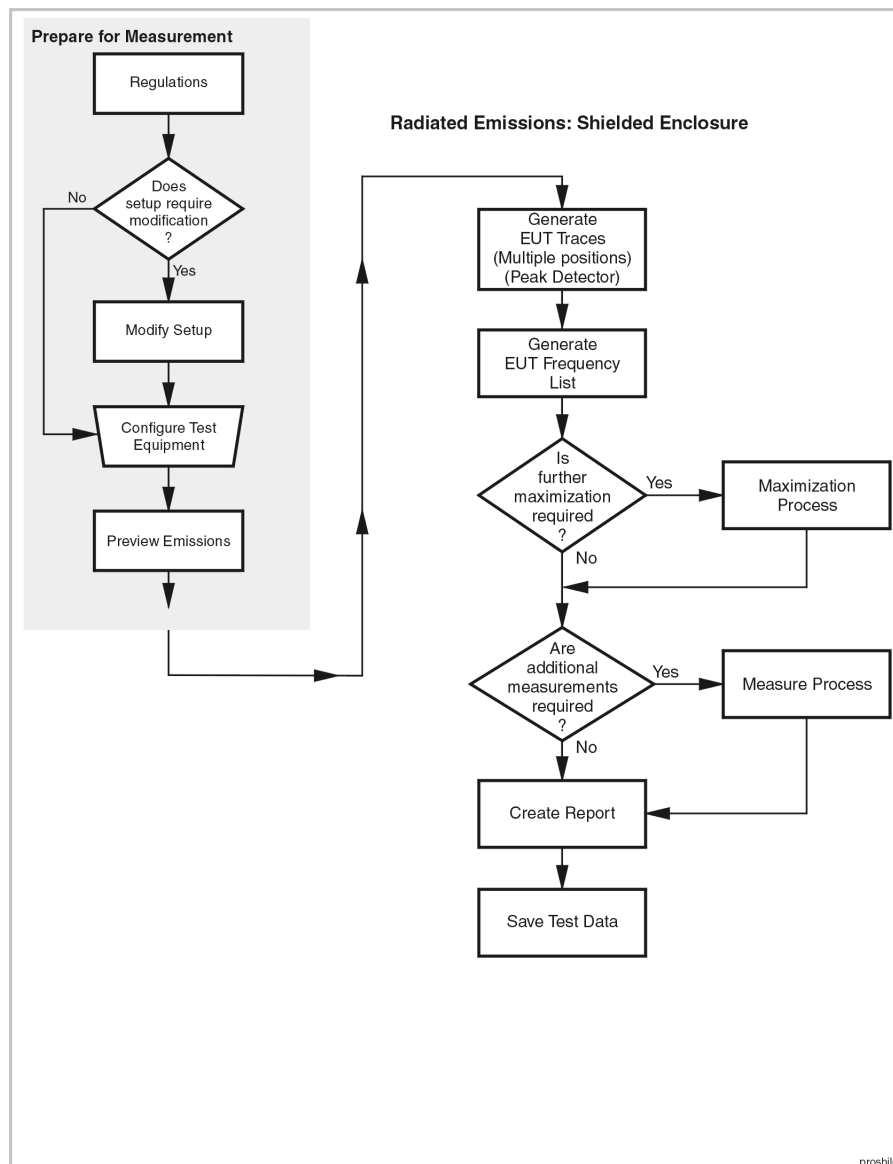 Prepare for Measurement
Regulations
Does
setup require
modification
?
No
Yes
Modify Setup
Configure Test
Equipment
Preview Emissions
Radiated Emissions: Shielded Enclosure
Generate
EUT Traces
(Multiple positions)
(Peak Detector)
Generate
EUT Frequency
List
Is
further
maximization
required
?
Yes
Maximization
Process
No
Are
additional
measurements
required
?
Yes
Measure Process
No
Create Report
Save Test Data